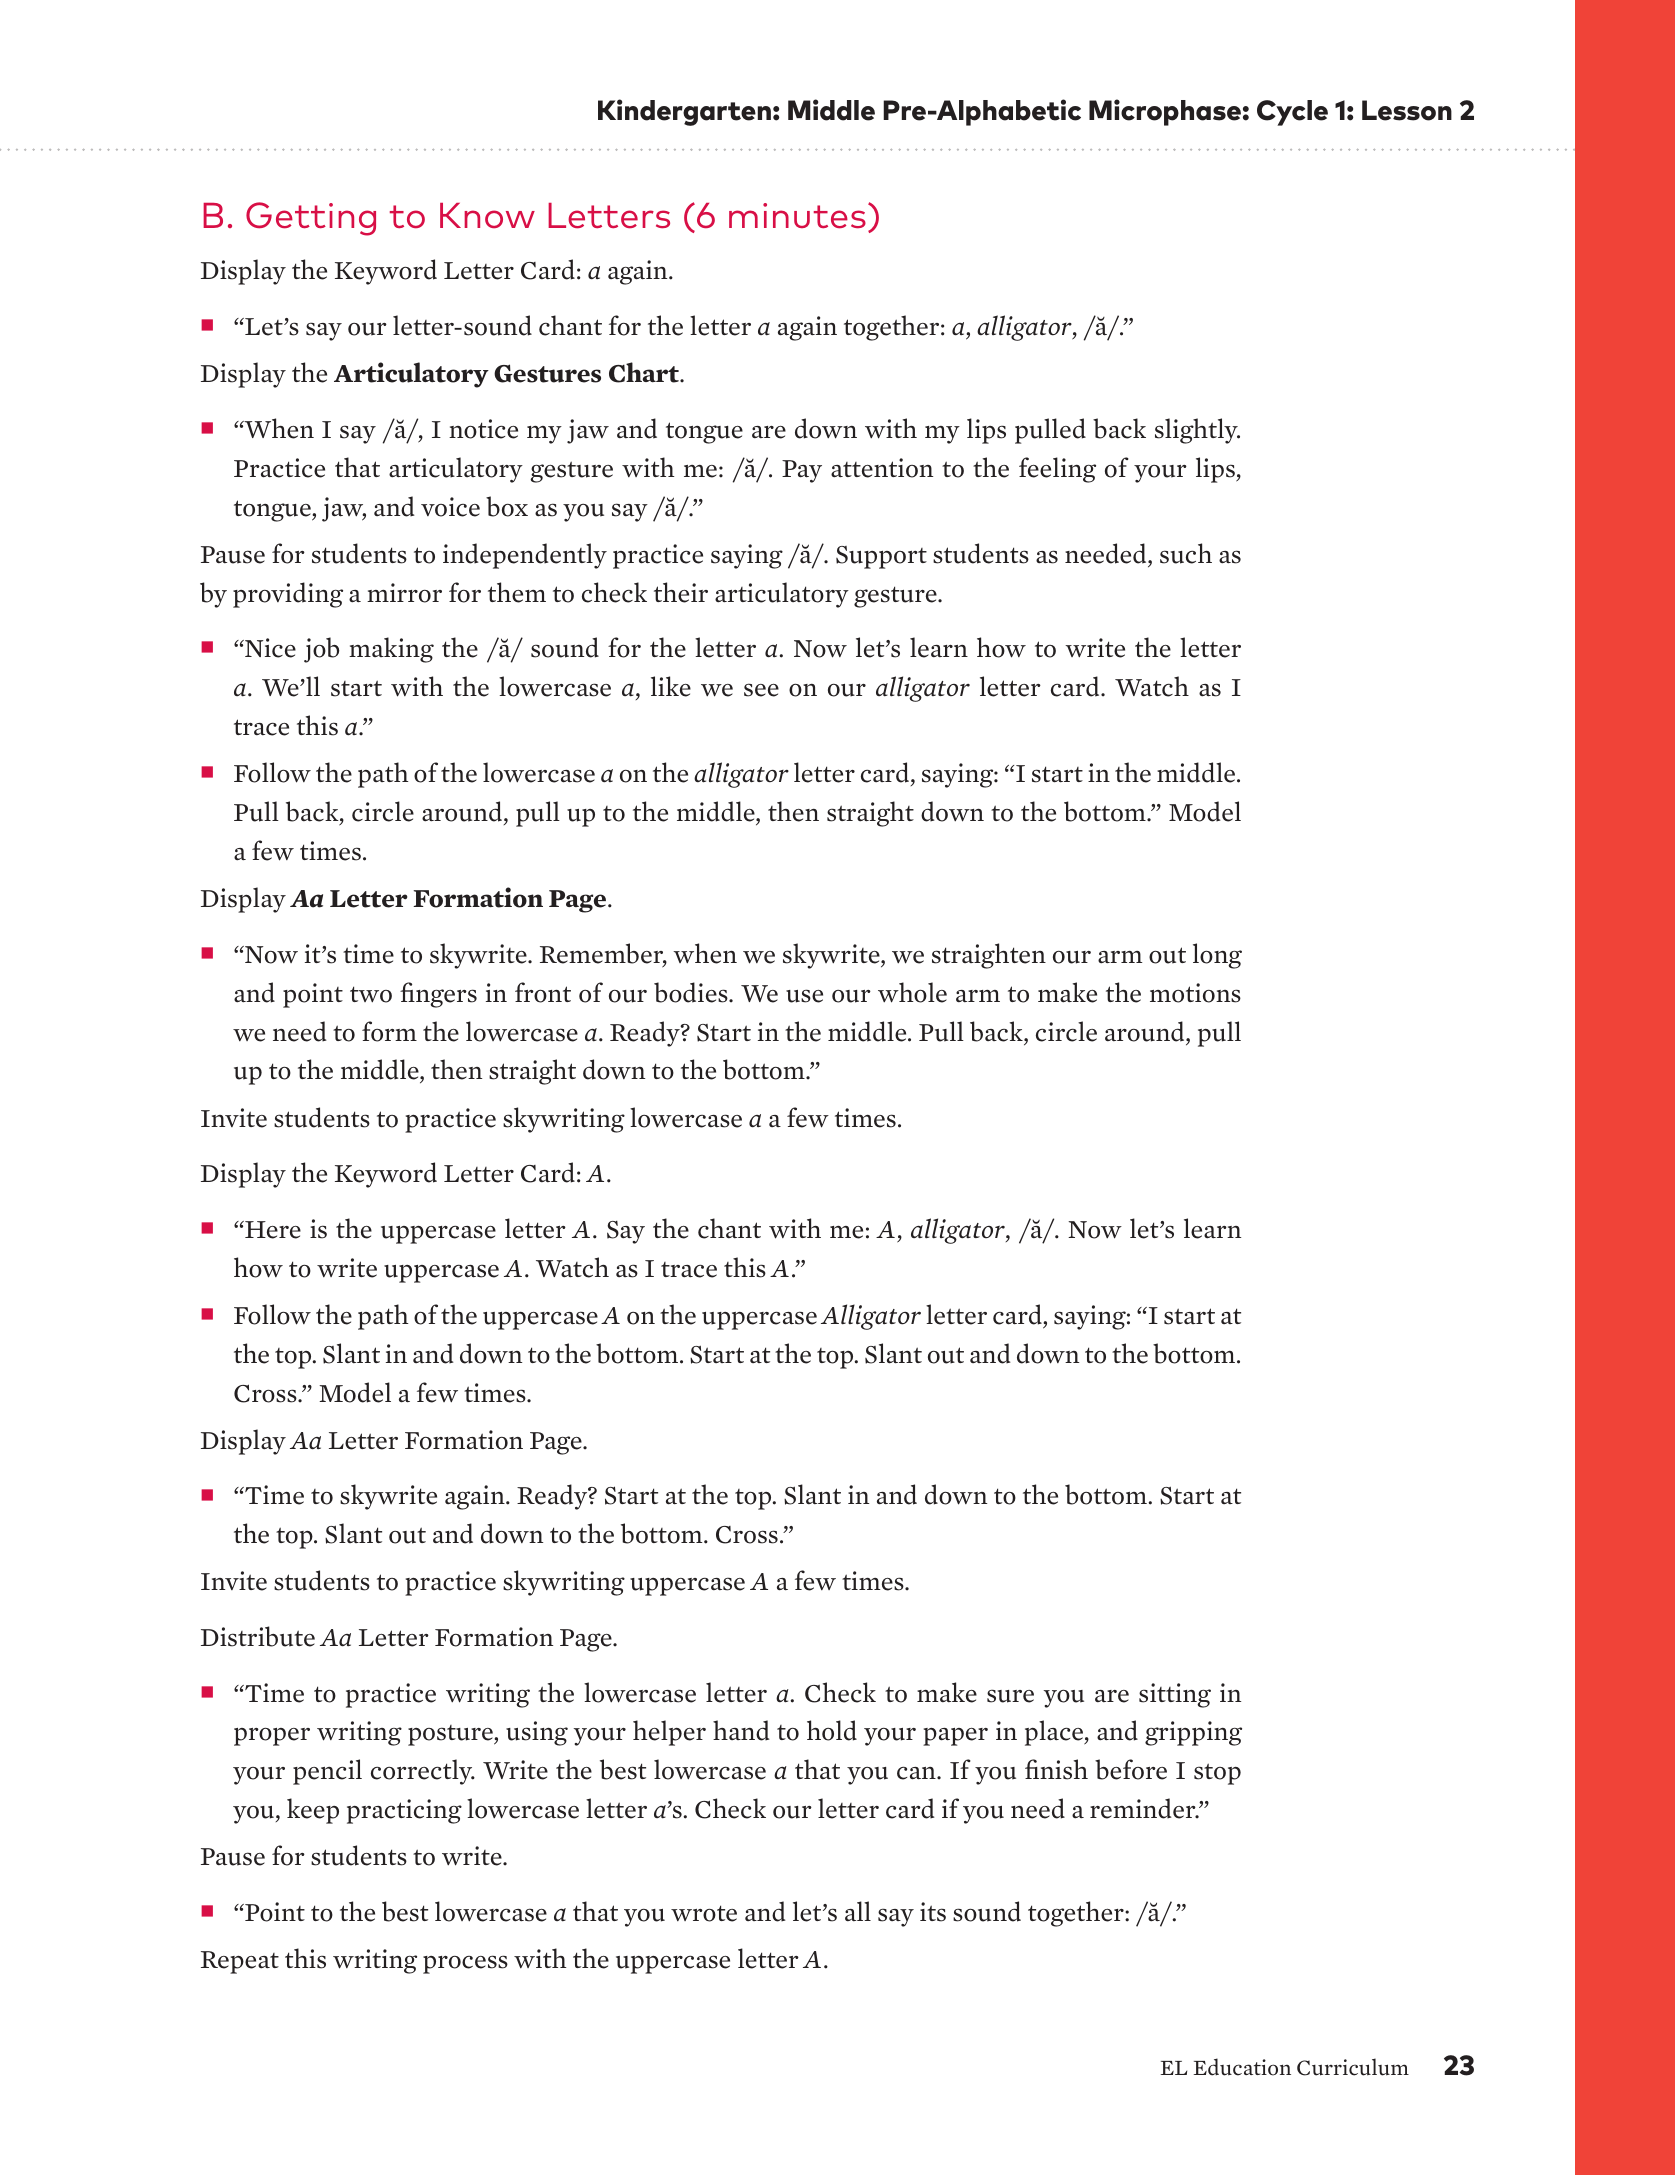 Kindergarten: Middle Pre-Alphabetic Microphase: Cycle 1: Lesson 2
B. Getting to Know Letters (6 minutes)
Display the Keyword Letter Card: a again.
■ “Let’s say our letter-sound chant for the letter a again together: a, alligator, /ă/.”
Display the Articulatory Gestures Chart.
■ “When I say /ă/, I notice my jaw and tongue are down with my lips pulled back slightly.
Practice that articulatory gesture with me: /ă/. Pay attention to the feeling of your lips,
tongue, jaw, and voice box as you say /ă/.”
Pause for students to independently practice saying /ă/. Support students as needed, such as
by providing a mirror for them to check their articulatory gesture.
■ “Nice job making the /ă/ sound for the letter a. Now let’s learn how to write the letter
a. We’ll start with the lowercase a, like we see on our alligator letter card. Watch as I
trace this a.”
■ Follow the path of the lowercase a on the alligator letter card, saying: “I start in the middle.
Pull back, circle around, pull up to the middle, then straight down to the bottom.” Model
a few times.
Display Aa Letter Formation Page.
■ “Now it’s time to skywrite. Remember, when we skywrite, we straighten our arm out long
and point two fingers in front of our bodies. We use our whole arm to make the motions
we need to form the lowercase a. Ready? Start in the middle. Pull back, circle around, pull
up to the middle, then straight down to the bottom.”
Invite students to practice skywriting lowercase a a few times.
Display the Keyword Letter Card: A.
■ “Here is the uppercase letter A. Say the chant with me: A, alligator, /ă/. Now let’s learn
how to write uppercase A. Watch as I trace this A.”
■ Follow the path of the uppercase A on the uppercase Alligator letter card, saying: “I start at
the top. Slant in and down to the bottom. Start at the top. Slant out and down to the bottom.
Cross.” Model a few times.
Display Aa Letter Formation Page.
■ “Time to skywrite again. Ready? Start at the top. Slant in and down to the bottom. Start at
the top. Slant out and down to the bottom. Cross.”
Invite students to practice skywriting uppercase A a few times.
Distribute Aa Letter Formation Page.
■ “Time to practice writing the lowercase letter a. Check to make sure you are sitting in
proper writing posture, using your helper hand to hold your paper in place, and gripping
your pencil correctly. Write the best lowercase a that you can. If you finish before I stop
you, keep practicing lowercase letter a’s. Check our letter card if you need a reminder.”
Pause for students to write.
■ “Point to the best lowercase a that you wrote and let’s all say its sound together: /ă/.”
Repeat this writing process with the uppercase letter A.
EL Education Curriculum 23